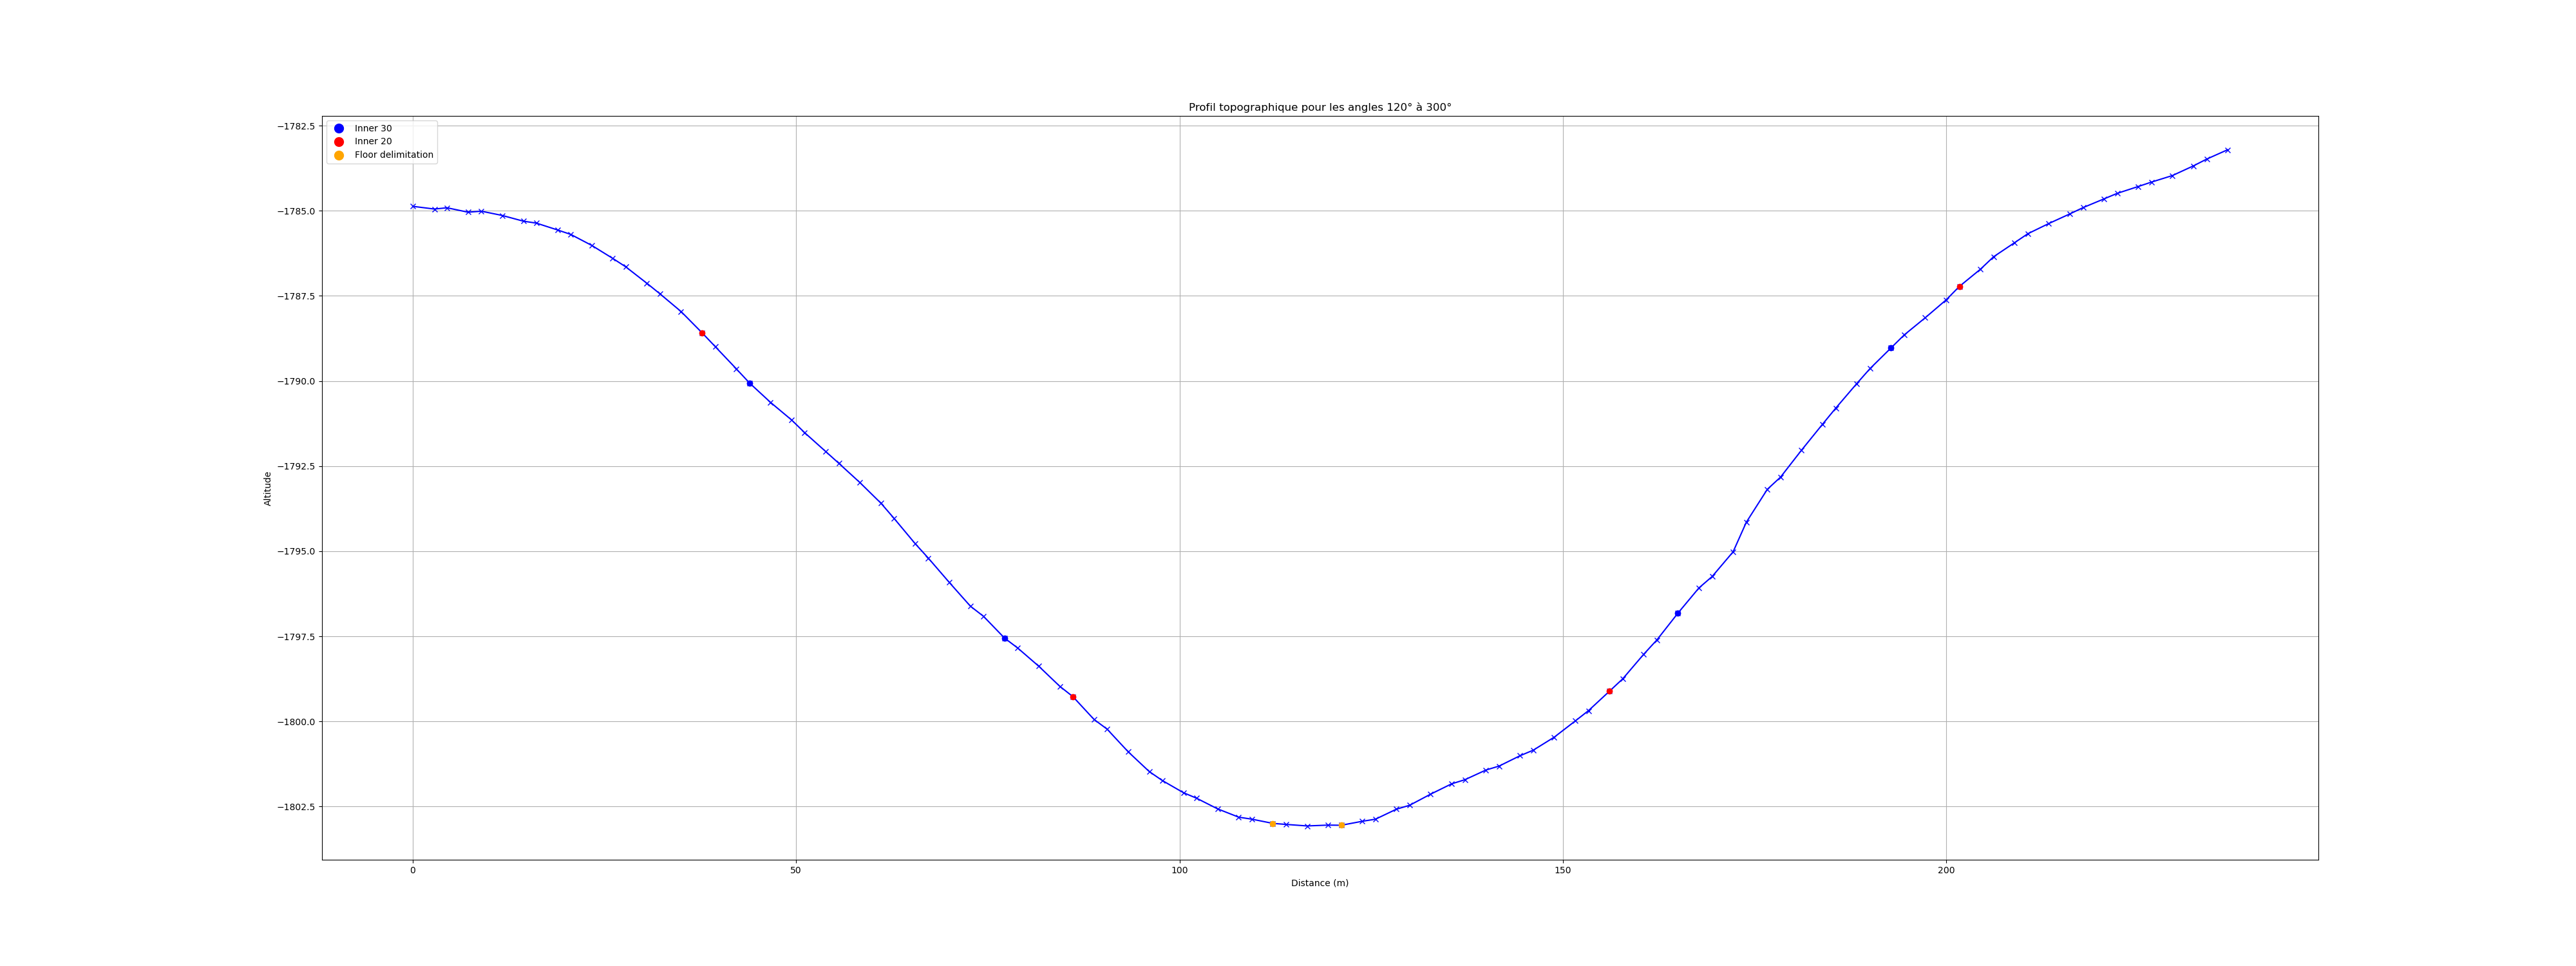 Profil topographique pour les angles 120° à 300°
Inner 30
Inner 20
Floor delimitation
−1782.5
−1785.0
−1787.5
−1790.0
−1792.5
−1795.0
−1797.5
−1800.0
−1802.5
Altitude
0 50 100 150 200
Distance (m)